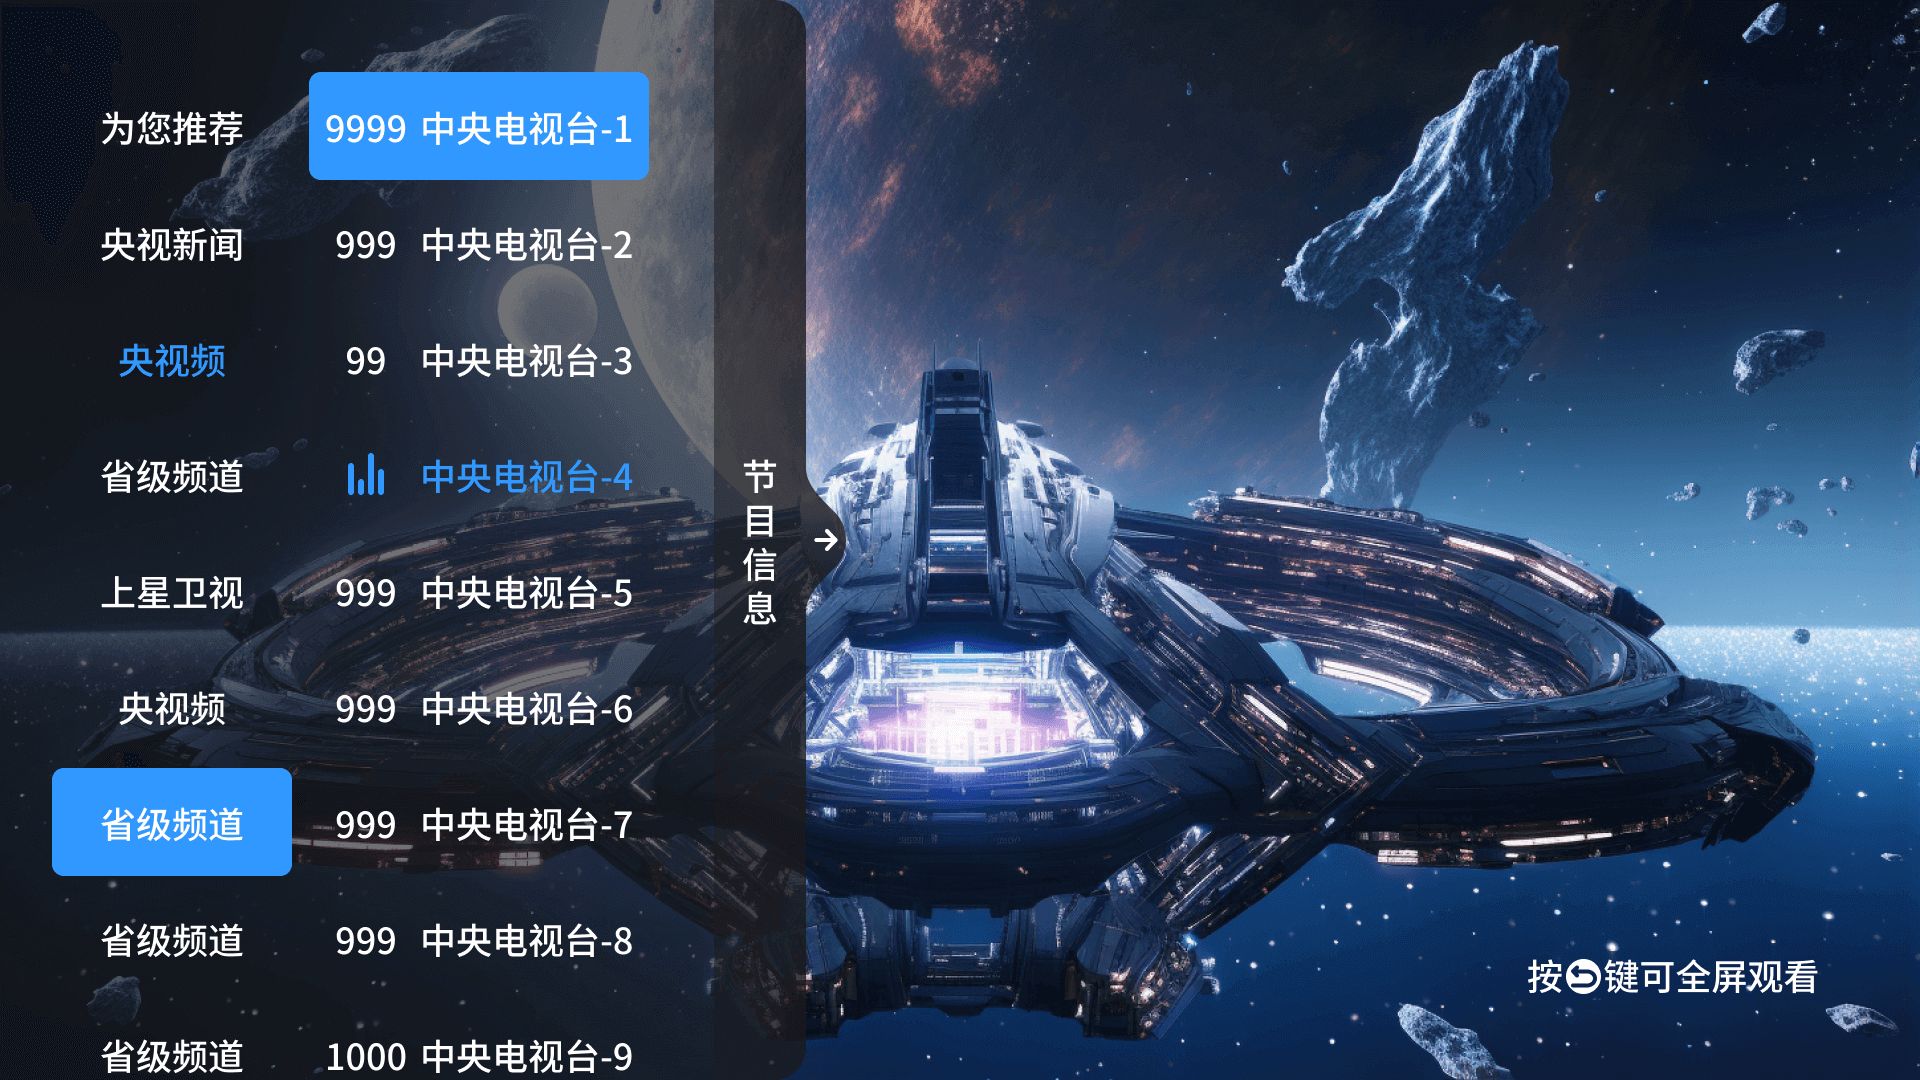 为您推荐 9999 中央电视台-1
央视新闻 999 中央电视台-2
央视频 99 中央电视台-3
省级频道 中央电视台-4
上星卫视 999 中央电视台-5
央视频 999 中央电视台-6
省级频道 999 中央电视台-7
省级频道 999 中央电视台-8
省级频道 1000 中央电视台-9
节目信息
按键可全屏观看